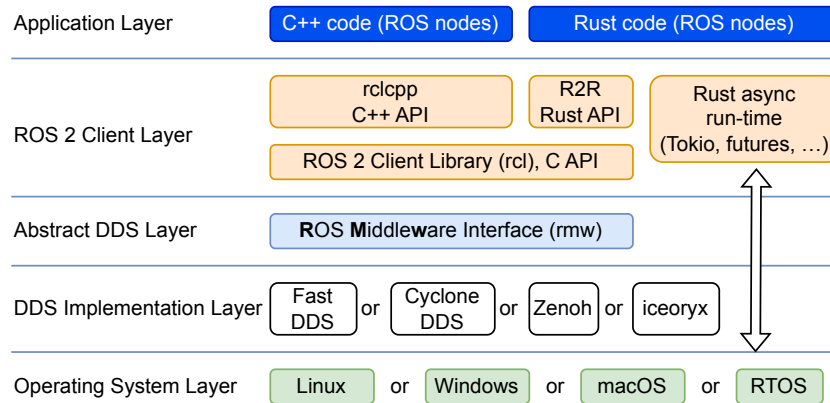 Application Layer
C++ code (ROS nodes)
Rust code (ROS nodes)
ROS 2 Client Layer
rclcpp
C++ API
R2R
Rust API
Rust async
run-time
(Tokio, futures, …)
ROS 2 Client Library (rcl), C API
Abstract DDS Layer
ROS Middleware Interface (rmw)
DDS Implementation Layer
Fast
DDS
or
Cyclone
DDS
or
Zenoh
or
iceoryx
Operating System Layer
Linux
or
Windows
or
macOS
or
RTOS